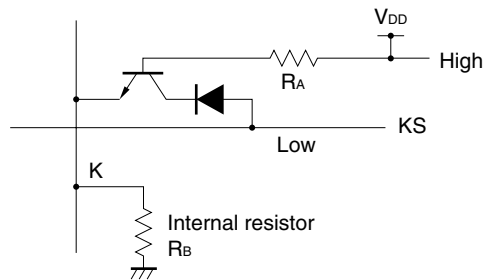 VDD
High
RA
KS
Low
K
Internal resistor
RB